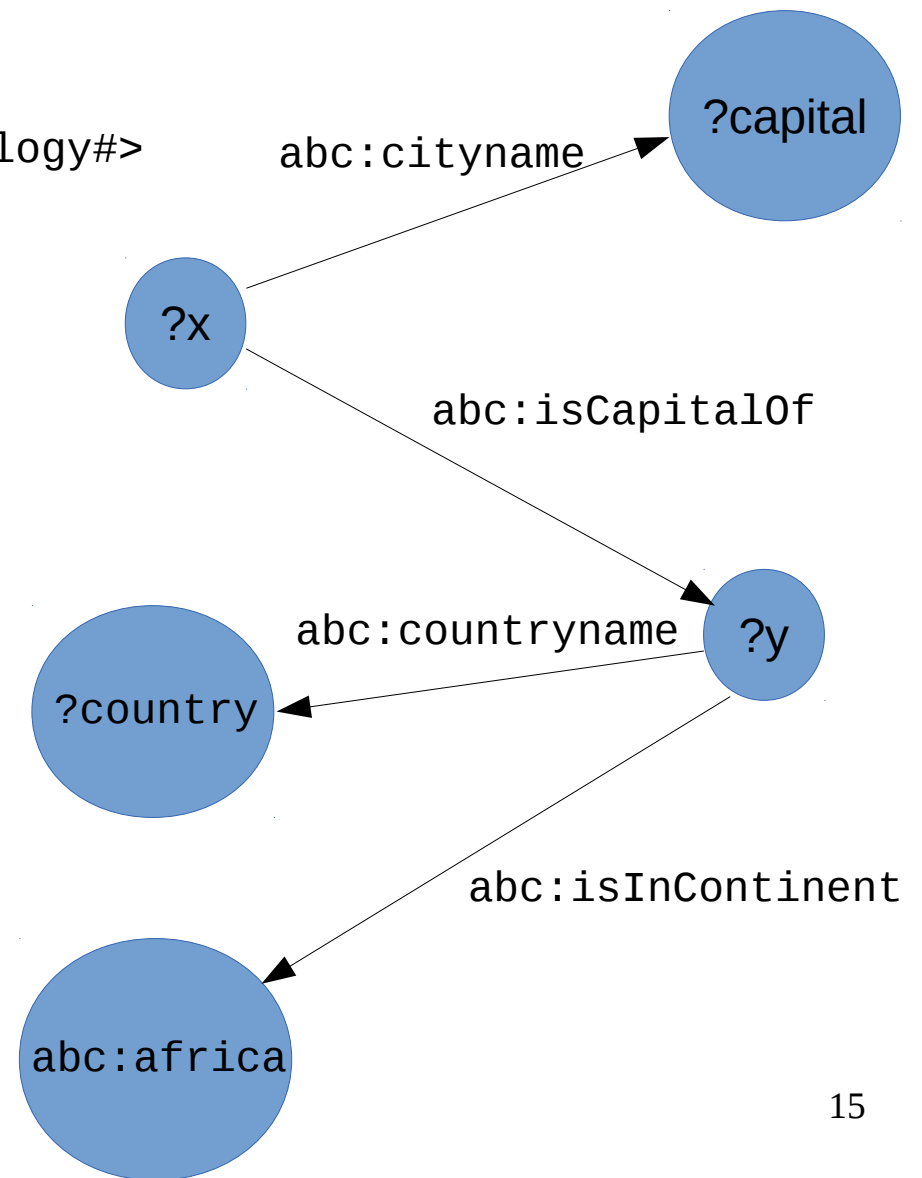 ?capital
logy#>
abc:cityname
?x
abc:isCapitalOf
abc:countryname
?y
?country
abc:isInContinent
abc:africa
15